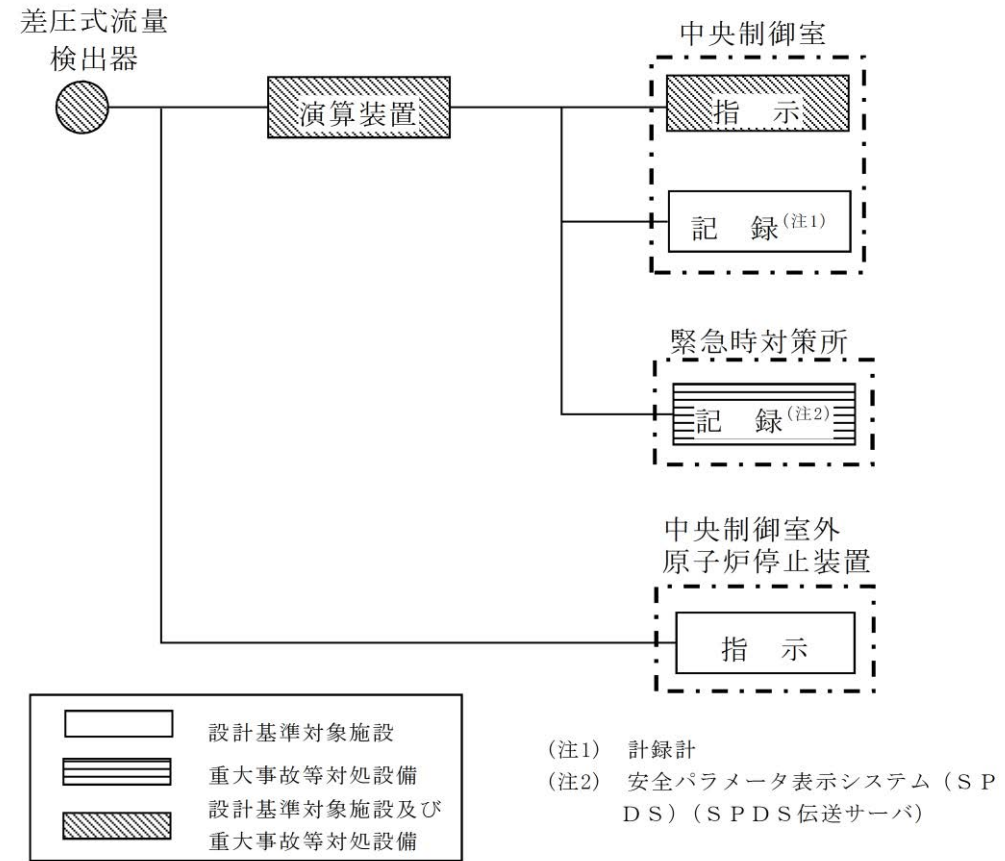 差圧式流量
検出器
演算装置
中央制御室
指　示
記　録(注1)
緊急時対策所
記　録(注2)
中央制御室外
原子炉停止装置
指　示
設計基準対象施設
重大事故等対処設備
設計基準対象施設及び
重大事故等対処設備
(注1)　計録計
(注2)　安全パラメータ表示システム（ＳＰ
ＤＳ）（ＳＰＤＳ伝送サーバ）